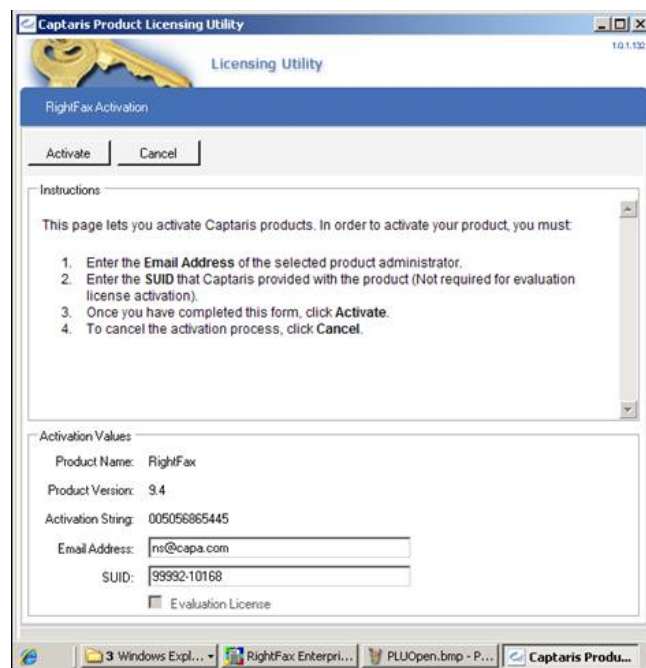 Captaris Product Licensing Utility
1.0.1.132
Licensing Utility
RightFax Activation
Activate Cancel
Instructions
This page lets you activate Captaris products. In order to activate your product, you must:
1. Enter the Email Address of the selected product administrator.
2. Enter the SUID that Captaris provided with the product (Not required for evaluation
license activation).
3. Once you have completed this form, click Activate.
4. To cancel the activation process, click Cancel.
Activation Values
Product Name: RightFax
Product Version: 9.4
Activation String: 005056865445
Email Address: ns@capa.com
SUID: 99992-10168
Evaluation License
3 Windows Expl... RightFax Enterpri... PLUOpen.bmp - P... Captaris Produ...